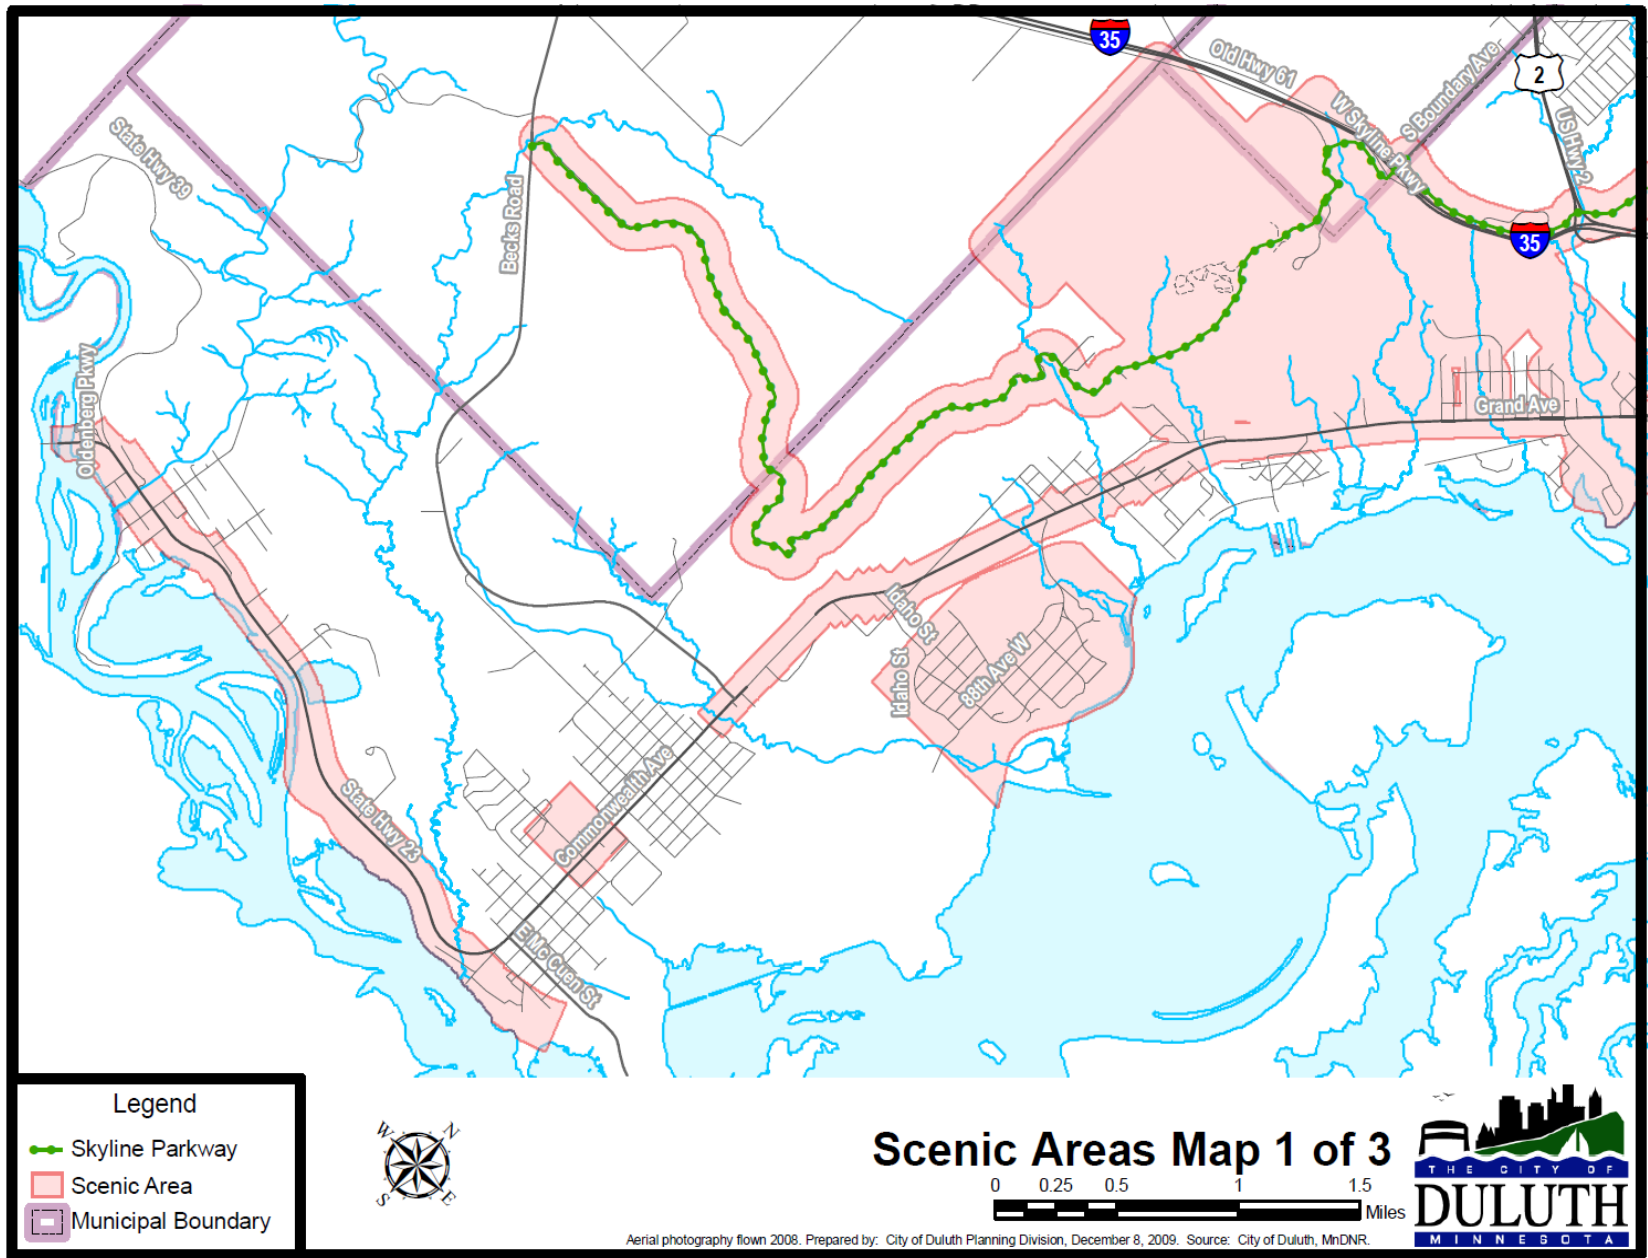 35
Old Hwy 61
W Skyline Pkwy
S Boundary Ave
2
US Hwy 2
State Hwy 39
Becks Road
35
Oldenberg Pkwy
Grand Ave
Idaho St
Idaho St
88th Ave W
Commonwealth Ave
State Hwy 23
E Mc Cuen St
Legend
Skyline Parkway
Scenic Area
Municipal Boundary
W N
S E
Scenic Areas Map 1 of 3
0 0.25 0.5 1 1.5
Miles
THE CITY OF
DULUTH
MINNESOTA
Aerial photography flown 2008. Prepared by: City of Duluth Planning Division, December 8, 2009. Source: City of Duluth, MnDNR.